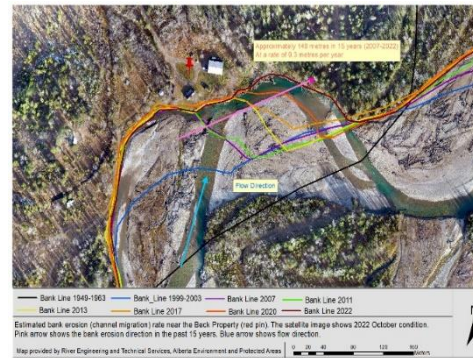 Approximately 149 metres in 15 years (2007-2022)
At a rate of 9.3 metres per year
Flow Direction
Bank Line 1949-1963
Bank_Line 1999-2003
Bank Line 2007
Bank Line 2011
Bank Line 2013
Bank Line 2017
Bank Line 2020
Bank Line 2022
Estimated bank erosion (channel migration) rate near the Beck Property (red pin). The satellite image shows 2022 October condition.
Pink arrow shows the bank erosion direction in the past 15 years. Blue arrow shows flow direction.
Map provided by River Engineering and Technical Services, Alberta Environment and Protected Areas
0 20 40 80 120 160